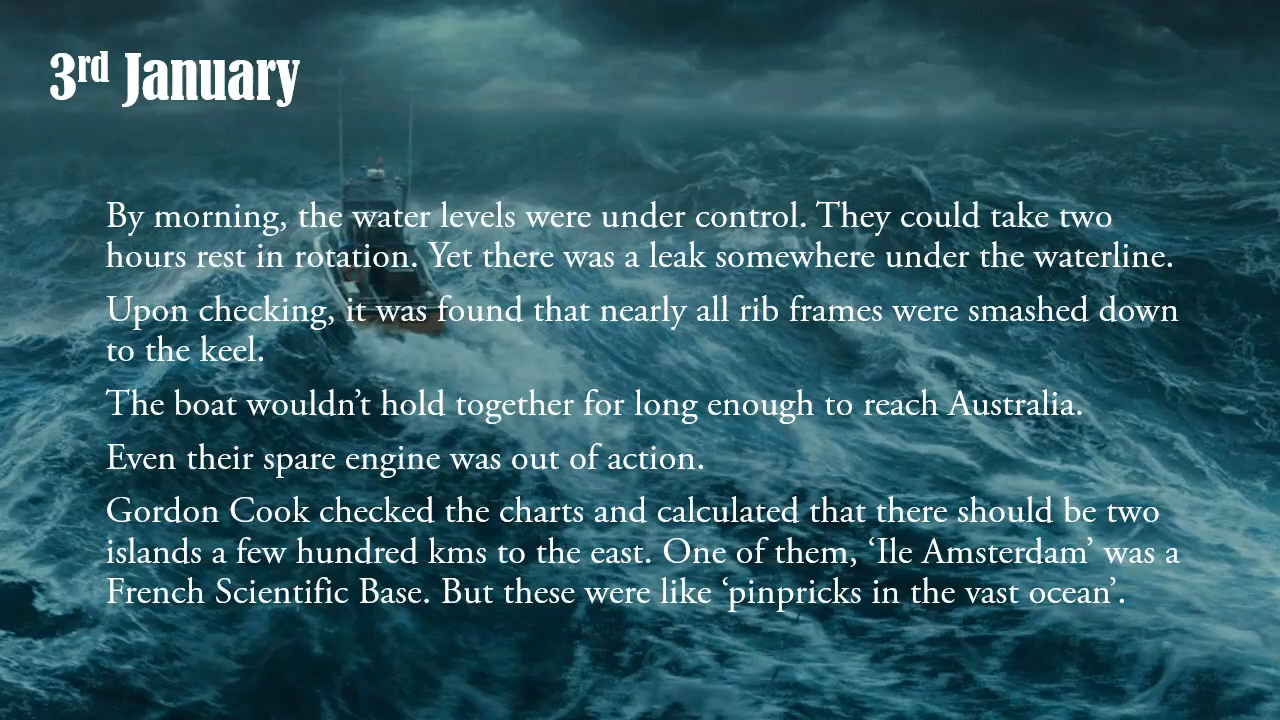 3rd January
By morning, the water levels were under control. They could take two
hours rest in rotation. Yet there was a leak somewhere under the waterline.
Upon checking, it was found that nearly all rib frames were smashed down
to the keel.
The boat wouldn’t hold together for long enough to reach Australia.
Even their spare engine was out of action.
Gordon Cook checked the charts and calculated that there should be two
islands a few hundred kms to the east. One of them, ‘Ile Amsterdam’ was a
French Scientific Base. But these were like ‘pinpricks in the vast ocean’.